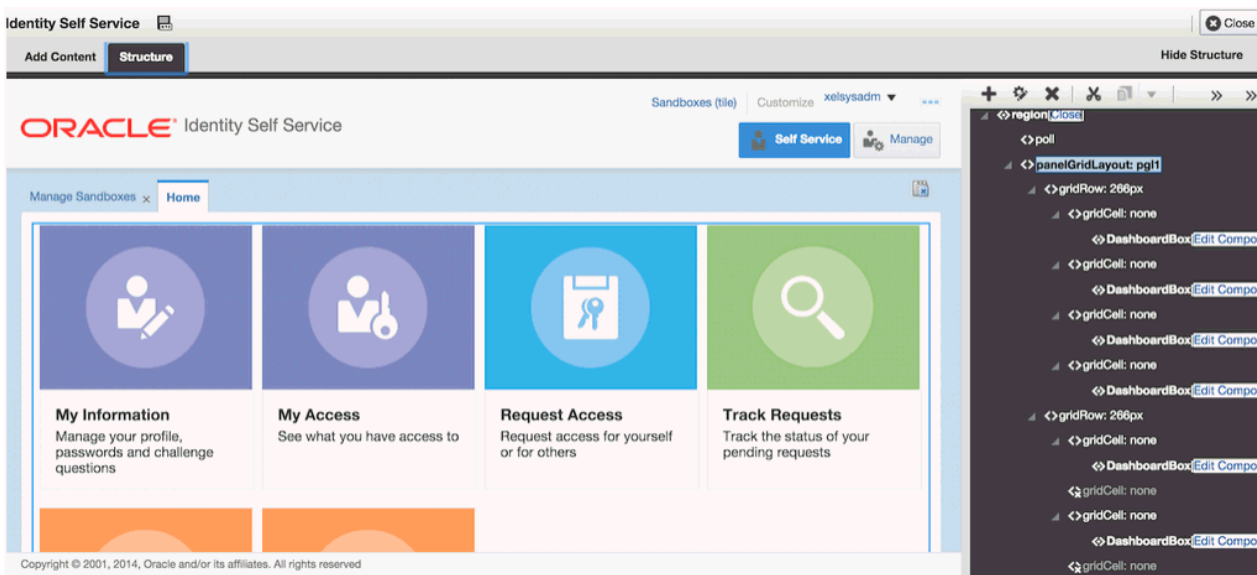 Identity Self Service
Close
Add Content
Structure
Hide Structure
Sandboxes (tile)
Customize
xelsysadm
ORACLE Identity Self Service
Self Service
Manage
Manage Sandboxes
Home
My Information
Manage your profile,
passwords and challenge
questions
My Access
See what you have access to
Request Access
Request access for yourself
or for others
Track Requests
Track the status of your
pending requests
Copyright © 2001, 2014, Oracle and/or its affiliates. All rights reserved
region Close
poll
panelGridLayout: pgl1
gridRow: 266px
gridCell: none
DashboardBox Edit Compo
gridCell: none
DashboardBox Edit Compo
gridCell: none
DashboardBox Edit Compo
gridCell: none
DashboardBox Edit Compo
gridRow: 266px
gridCell: none
DashboardBox Edit Compo
gridCell: none
gridCell: none
DashboardBox Edit Compo
gridCell: none